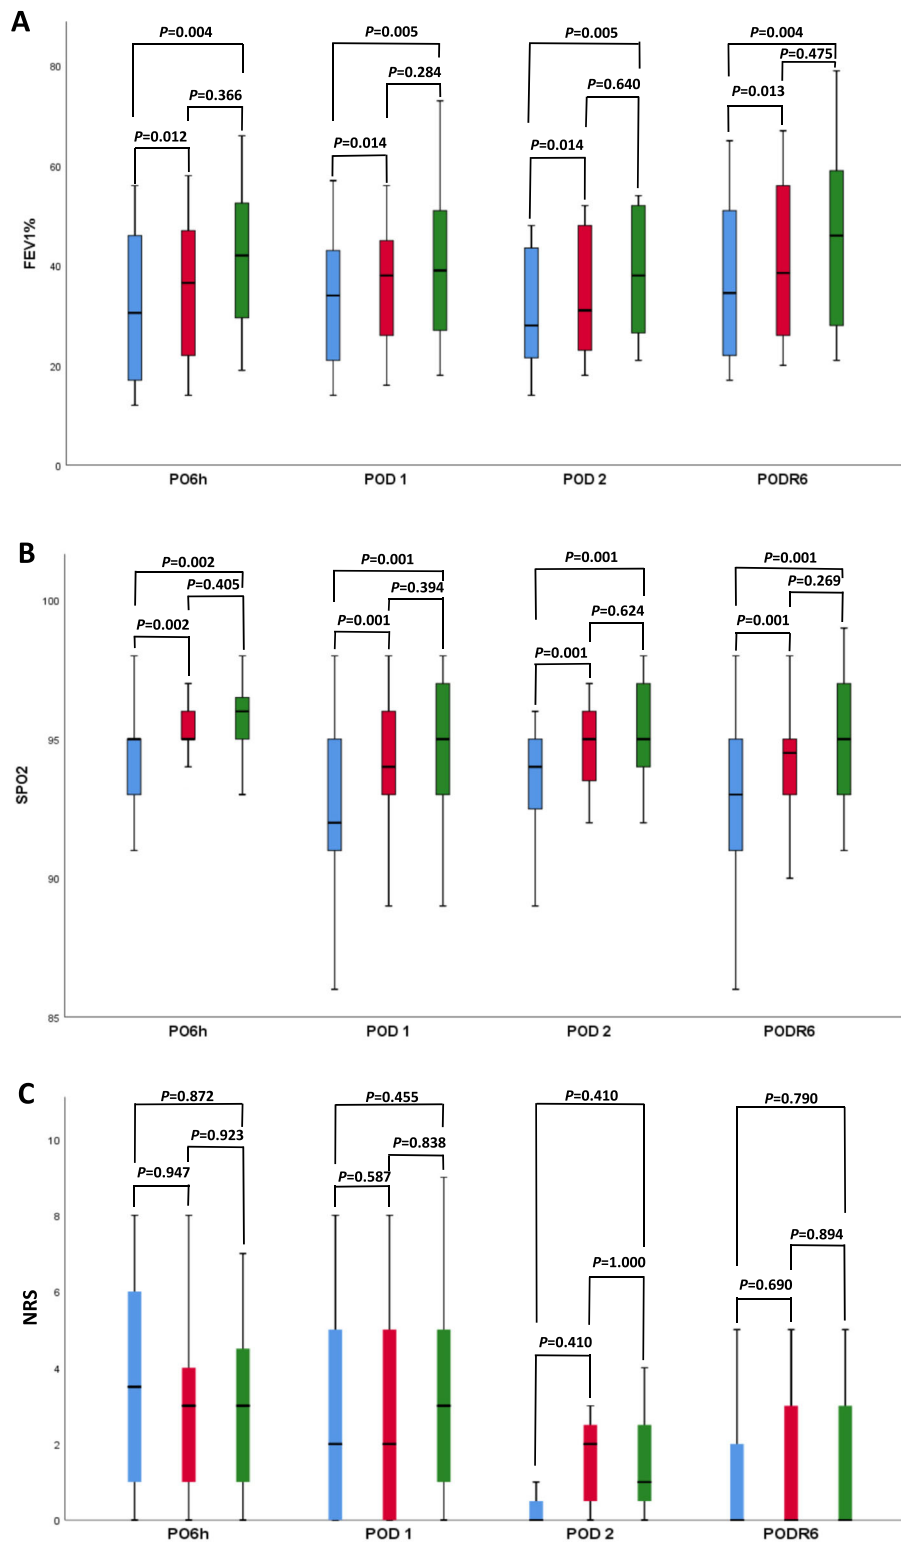 A
P=0.004
P=0.005
P=0.005
P=0.004
P=0.366
P=0.284
P=0.640
P=0.475
P=0.012
P=0.014
P=0.014
P=0.013
FEV1%
80
60
40
20
0
PO6h
POD 1
POD 2
PODR6
B
P=0.002
P=0.001
P=0.001
P=0.001
P=0.405
P=0.394
P=0.624
P=0.269
P=0.002
P=0.001
P=0.001
P=0.001
SPO2
100
95
90
85
PO6h
POD 1
POD 2
PODR6
C
P=0.872
P=0.455
P=0.410
P=0.790
P=0.923
P=0.838
P=1.000
P=0.894
P=0.947
P=0.587
P=0.410
P=0.690
NRS
10
8
6
4
2
0
PO6h
POD 1
POD 2
PODR6